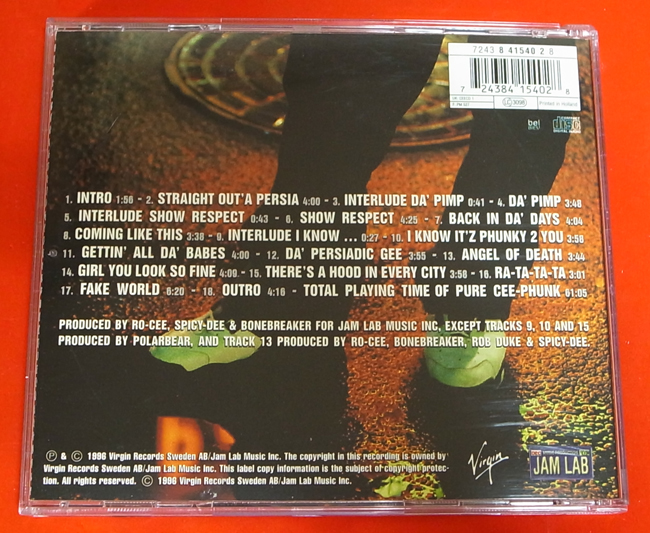 7243 8 41540 2 8
7 24384 15402 8
Printed in Holland
1. INTRO 1:56 - 2. STRAIGHT OUT'A PERSIA 4:00 - 3. INTERLUDE DA' PIMP 0:41 - 4. DA' PIMP 3:48
5. INTERLUDE SHOW RESPECT 0:43 - 6. SHOW RESPECT 4:25 - 7. BACK IN DA' DAYS 4:04
8. COMING LIKE THIS 3:38 - 9. INTERLUDE I KNOW ... 0:27 - 10. I KNOW IT'Z PHUNKY 2 YOU 3:58
11. GETTIN' ALL DA' BABES 4:00 - 12. DA' PERSIADIC GEE 3:55 - 13. ANGEL OF DEATH 3:44
14. GIRL YOU LOOK SO FINE 4:09 - 15. THERE'S A HOOD IN EVERY CITY 3:58 - 16. RA-TA-TA-TA 3:01
17. FAKE WORLD 6:20 - 18. OUTRO 4:16 - TOTAL PLAYING TIME OF PURE CEE-PHUNK 61:05
PRODUCED BY RO-CEE, SPICY-DEE & BONEBREAKER FOR JAM LAB MUSIC INC, EXCEPT TRACKS 9, 10 AND 15
PRODUCED BY POLARBEAR, AND TRACK 13 PRODUCED BY RO-CEE, BONEBREAKER, ROB DUKE & SPICY-DEE.
Ⓟ & © 1996 Virgin Records Sweden AB/Jam Lab Music Inc. The copyright in this recording is owned by
Virgin Records Sweden AB/Jam Lab Music Inc. This label copy information is the subject of copyright protec-
tion. All rights reserved. © 1996 Virgin Records Sweden AB/Jam Lab Music Inc.
Virgin
JAM LAB